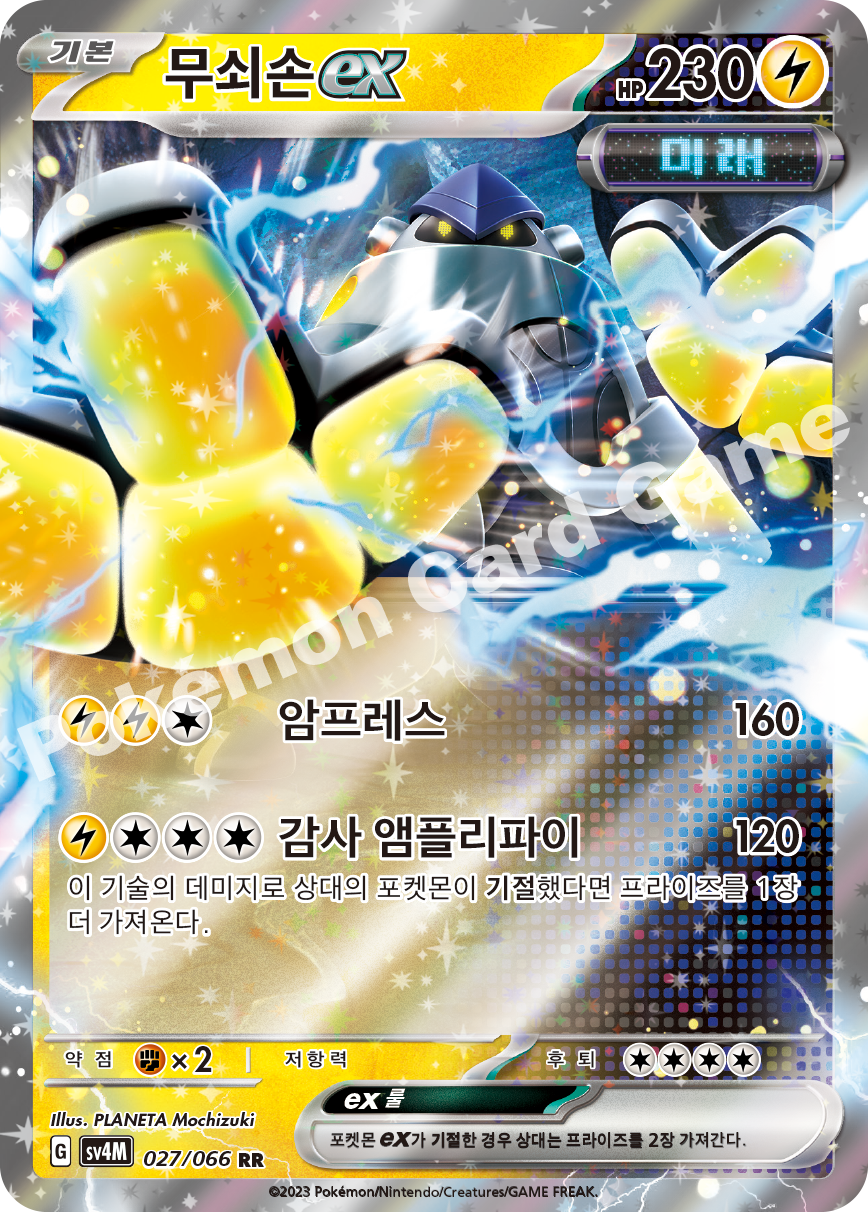 기본 무쇠손ex HP 230
미래
Pokémon Card Game
암프레스 160
감사 앰플리파이 120
이 기술의 데미지로 상대의 포켓몬이 기절했다면 프라이즈를 1장
더 가져온다.
약점 ×2 저항력 후퇴
ex 룰
포켓몬 ex가 기절한 경우 상대는 프라이즈를 2장 가져간다.
Illus. PLANETA Mochizuki
G sv4M 027/066 RR
©2023 Pokémon/Nintendo/Creatures/GAME FREAK.